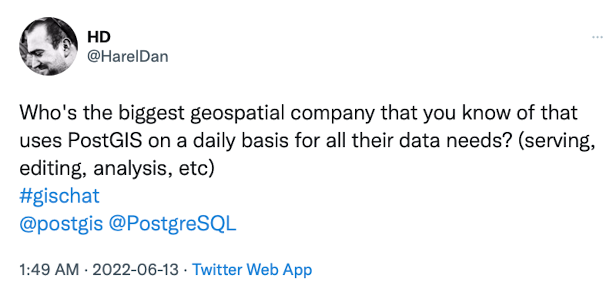 HD
@HarelDan
Who's the biggest geospatial company that you know of that
uses PostGIS on a daily basis for all their data needs? (serving,
editing, analysis, etc)
#gischat
@postgis @PostgreSQL
1:49 AM · 2022-06-13 · Twitter Web App